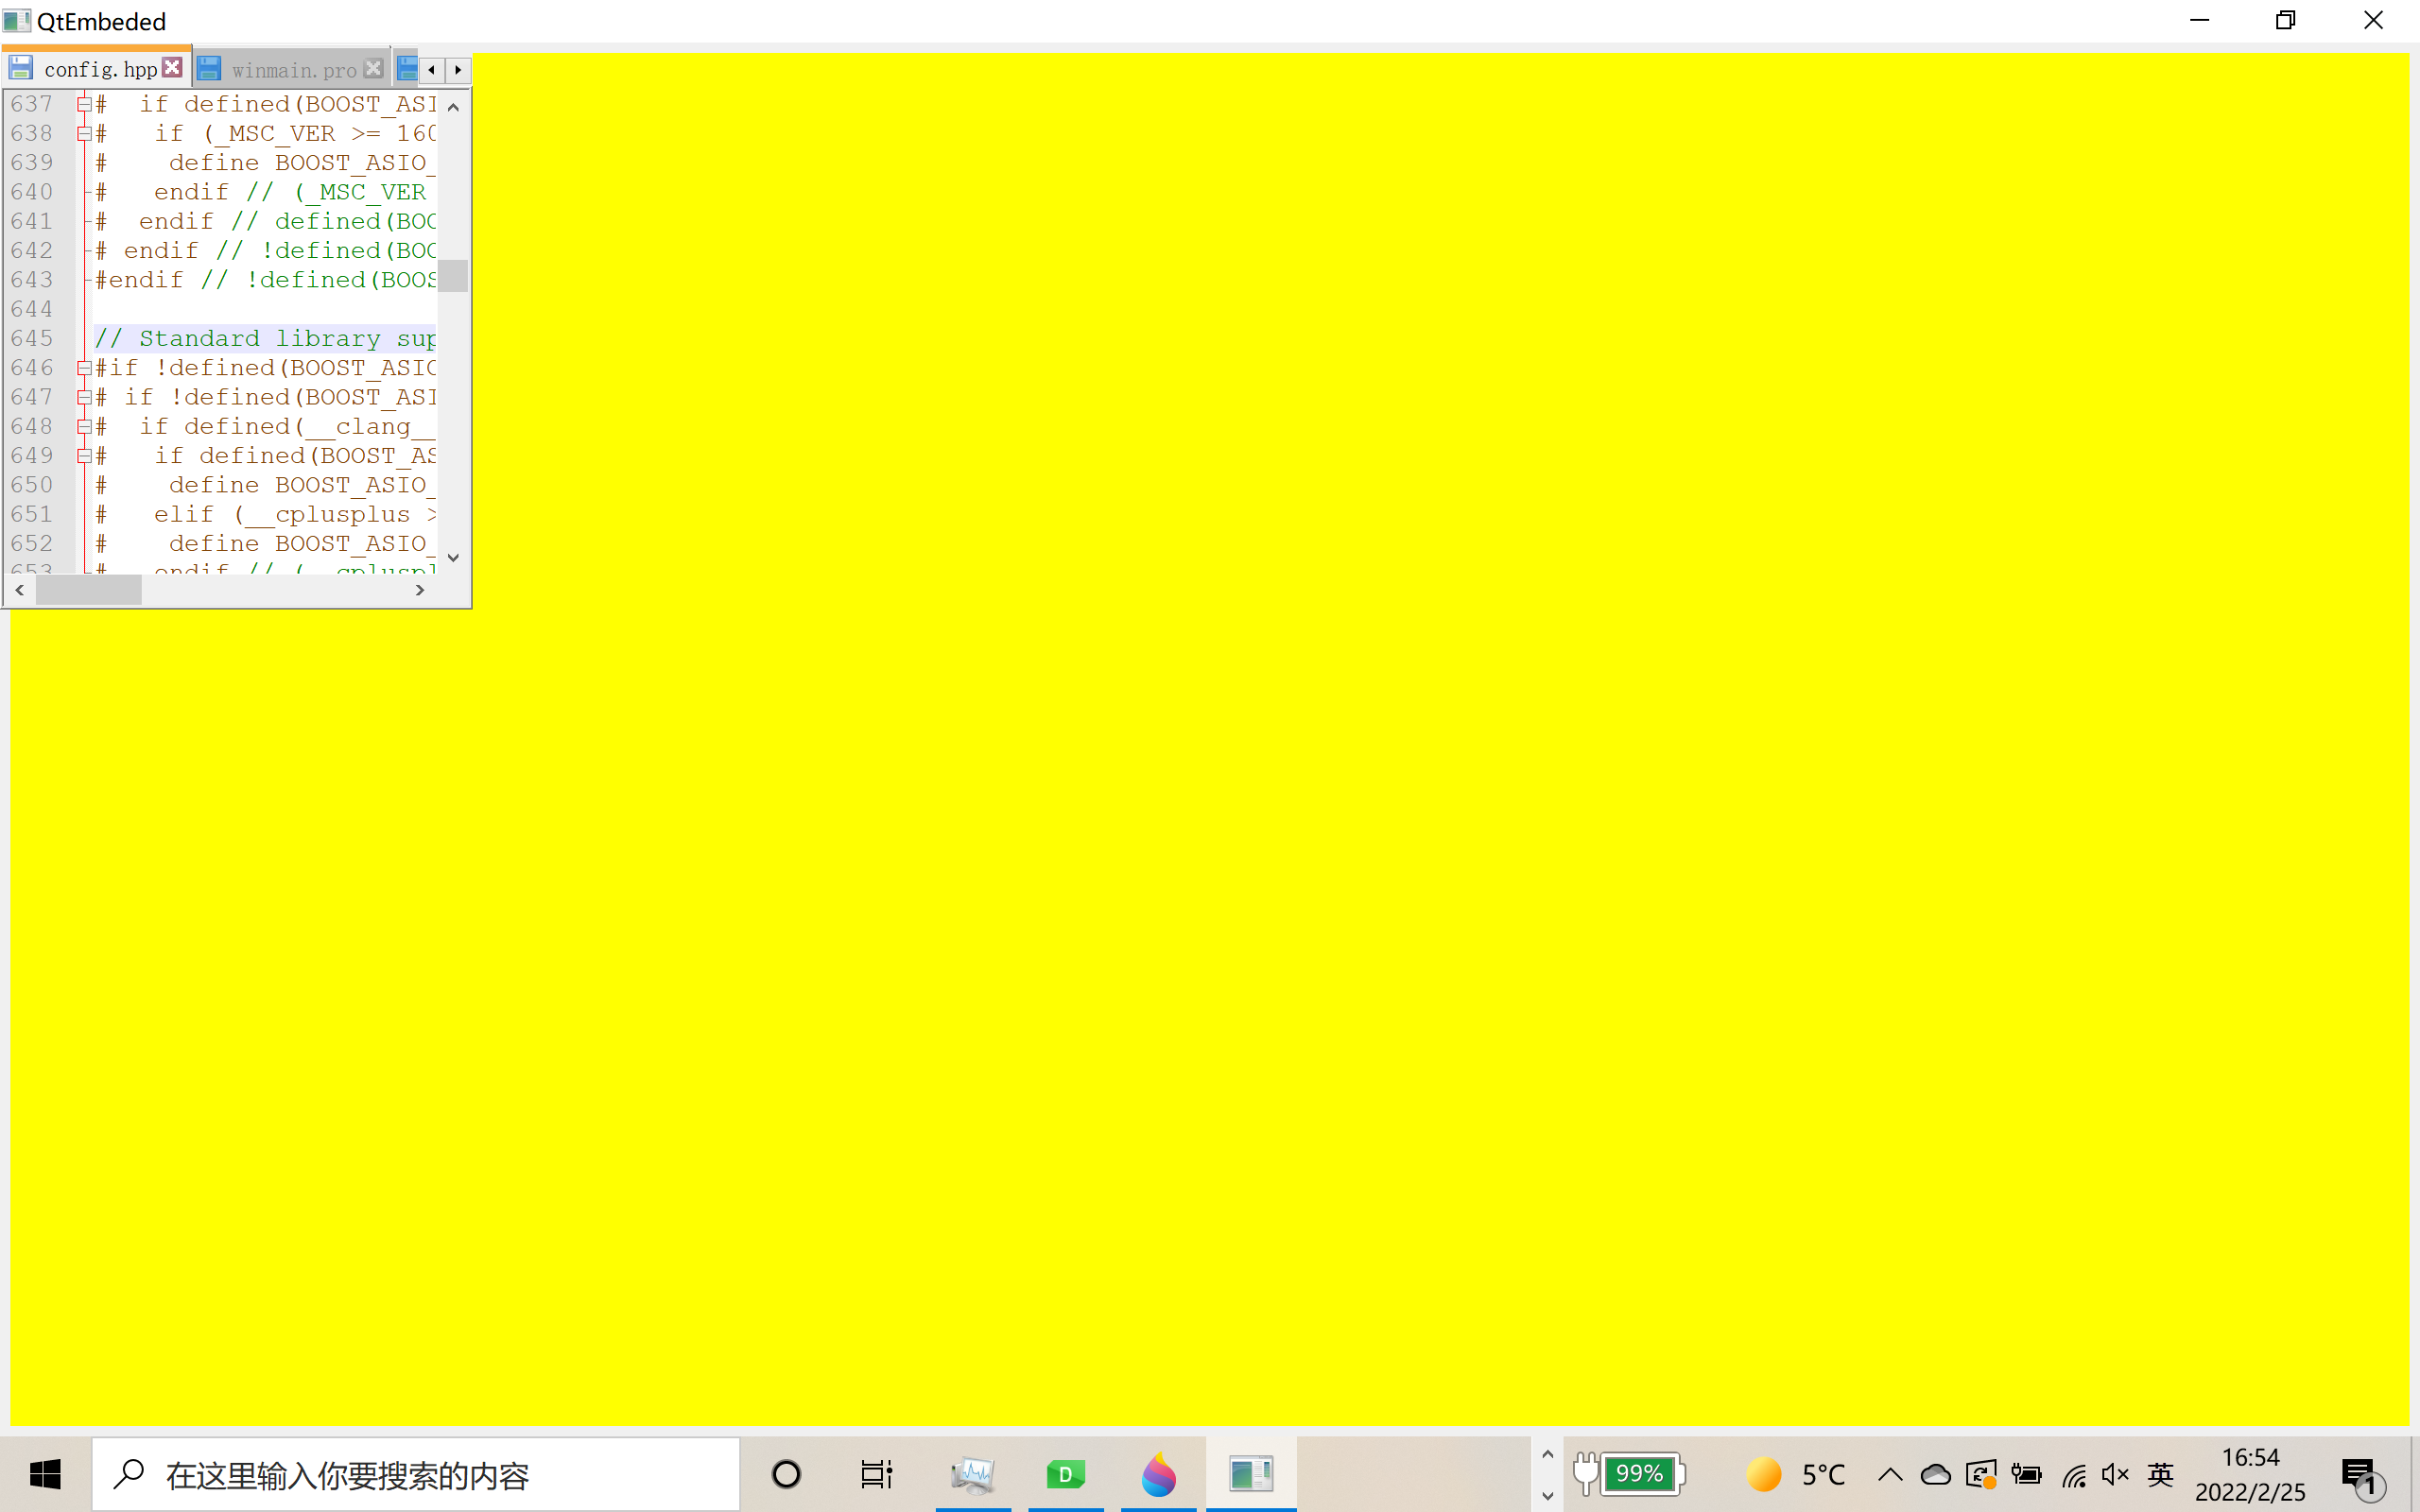 QtEmbeded
config.hpp winmain.pro
637 #  if defined(BOOST_ASI
638 #   if (_MSC_VER >= 160
639 #    define BOOST_ASIO_
640 #   endif // (_MSC_VER
641 #  endif // defined(BOO
642 # endif // !defined(BOO
643 #endif // !defined(BOOS
644
645 // Standard library sup
646 #if !defined(BOOST_ASIO
647 # if !defined(BOOST_ASI
648 #  if defined(__clang__
649 #   if defined(BOOST_AS
650 #    define BOOST_ASIO_
651 #   elif (__cplusplus >
652 #    define BOOST_ASIO_
653 #   endif // (__cpluspl
在这里输入你要搜索的内容
D
99%
5°C
英
16:54
2022/2/25
1